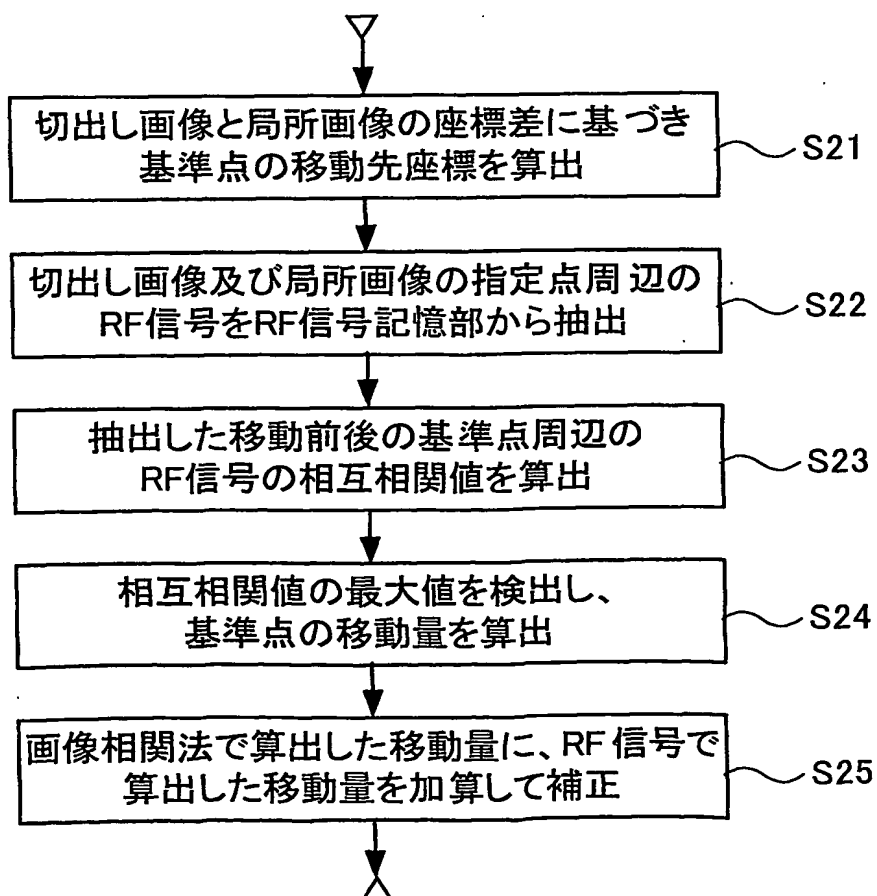 切出し画像と局所画像の座標差に基づき
基準点の移動先座標を算出
S21
切出し画像及び局所画像の指定点周辺の
RF信号をRF信号記憶部から抽出
S22
抽出した移動前後の基準点周辺の
RF信号の相互相関値を算出
S23
相互相関値の最大値を検出し、
基準点の移動量を算出
S24
画像相関法で算出した移動量に、RF信号で
算出した移動量を加算して補正
S25